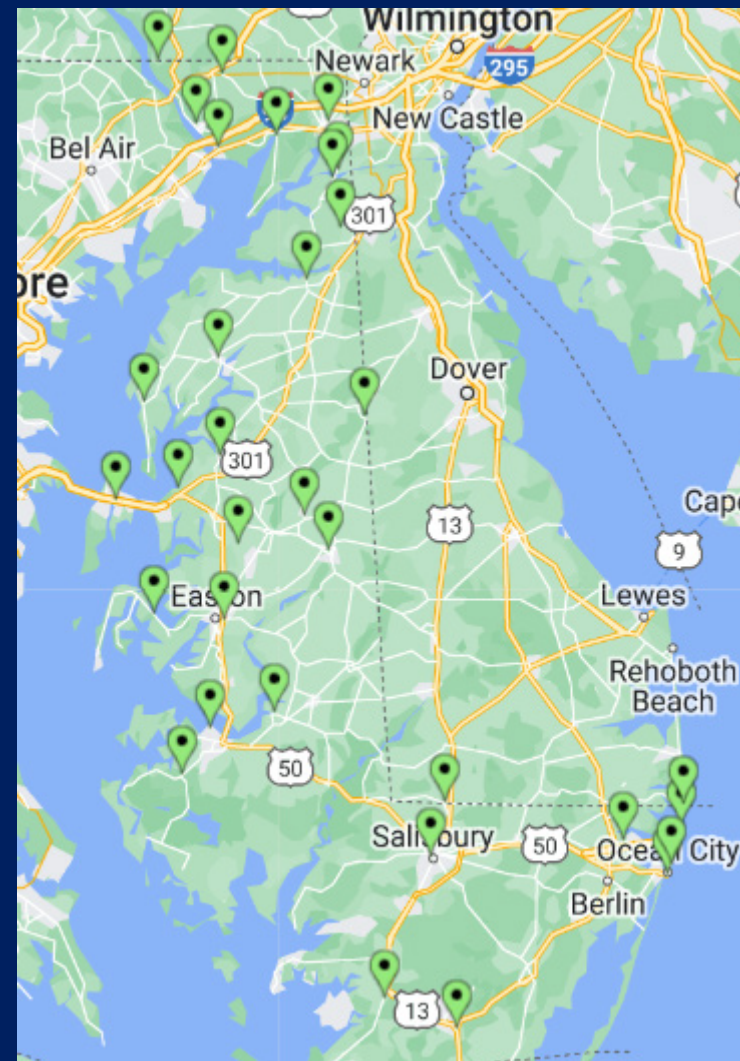 Wilmington
Newark
295
New Castle
Bel Air
301
ore
Dover
301
13
Cape
9
Easton
Lewes
Rehoboth
Beach
50
Salisbury
50
Ocean City
Berlin
13